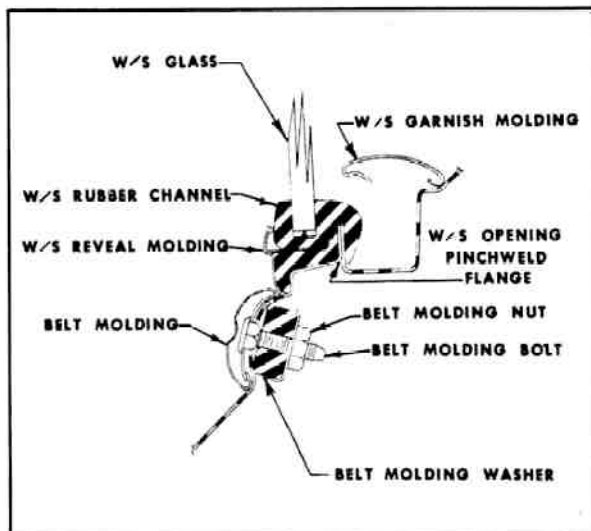 W/S GLASS
W/S GARNISH MOLDING
W/S RUBBER CHANNEL
W/S REVEAL MOLDING
W/S OPENING
PINCHWELD
FLANGE
BELT MOLDING
BELT MOLDING NUT
BELT MOLDING BOLT
BELT MOLDING WASHER